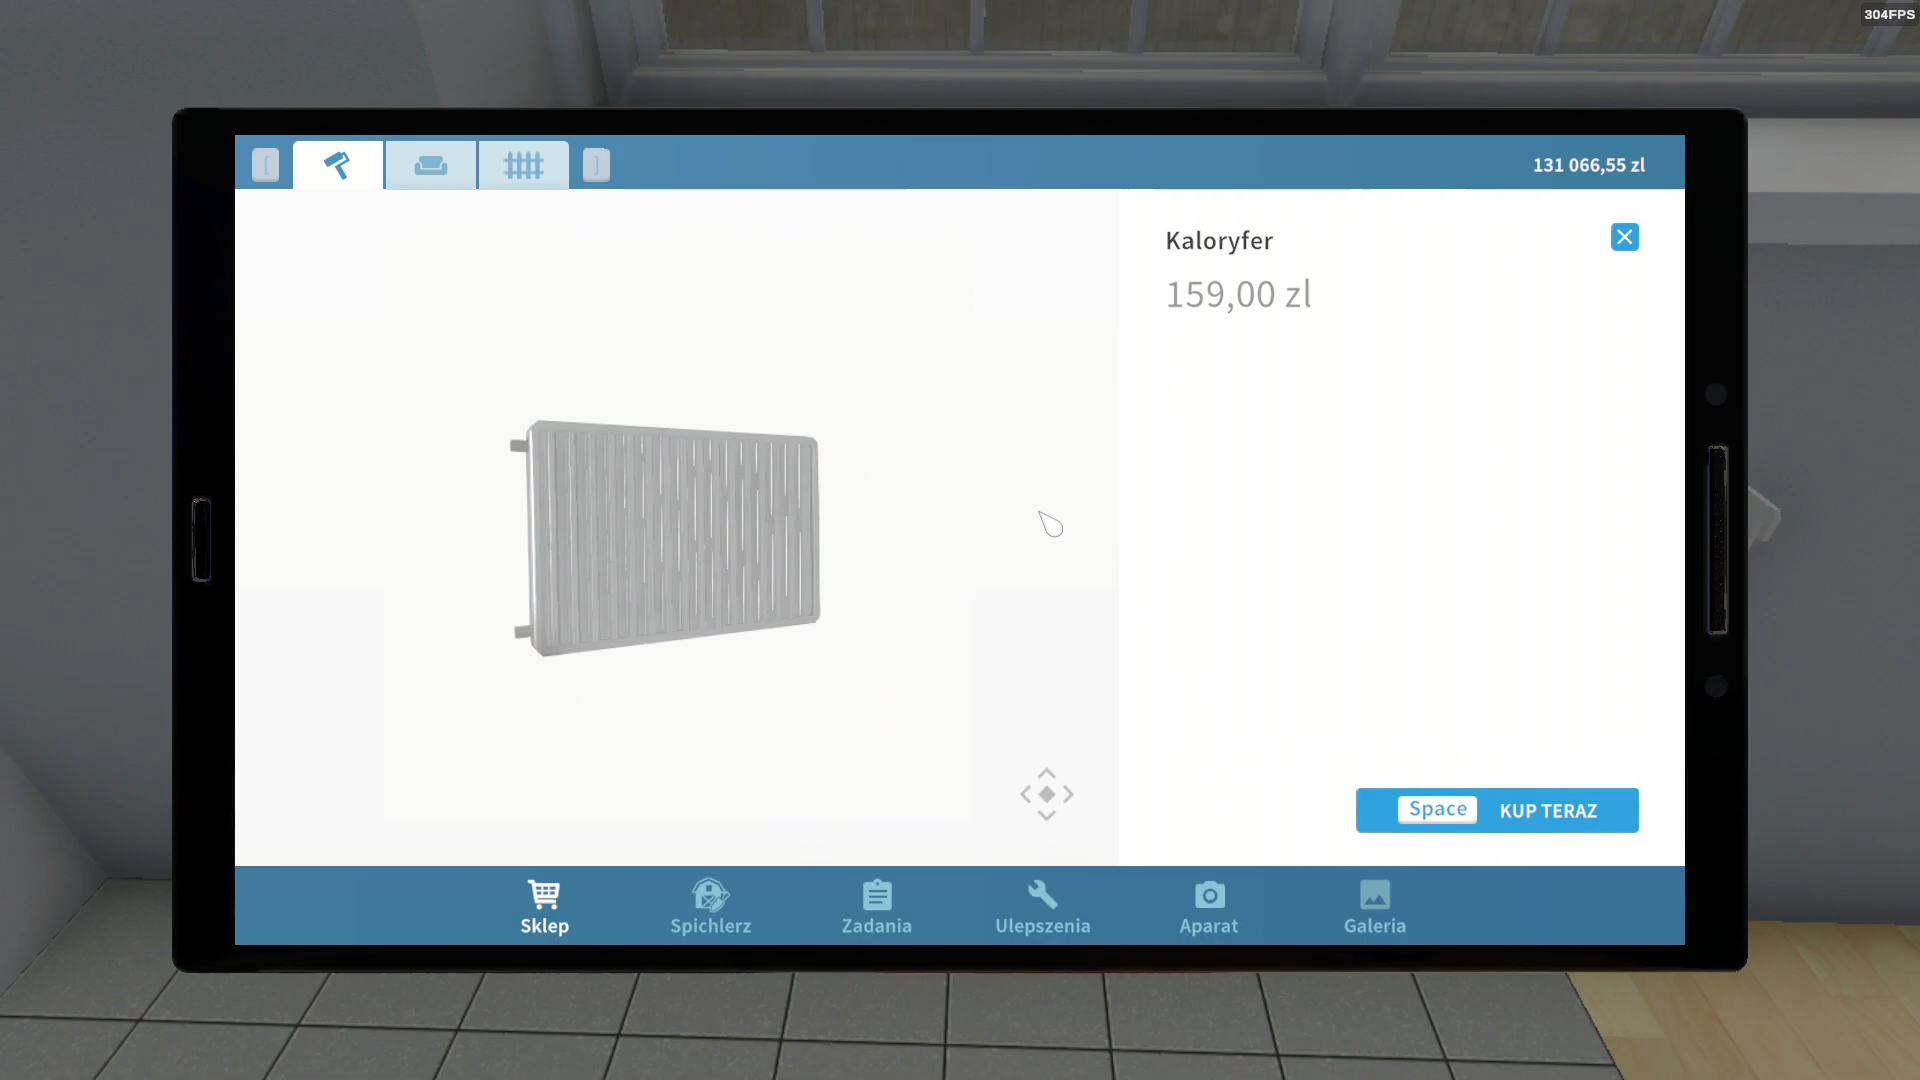 304FPS
[
]
131 066,55 zl
Kaloryfer
159,00 zl
Space KUP TERAZ
Sklep
Spichlerz
Zadania
Ulepszenia
Aparat
Galeria